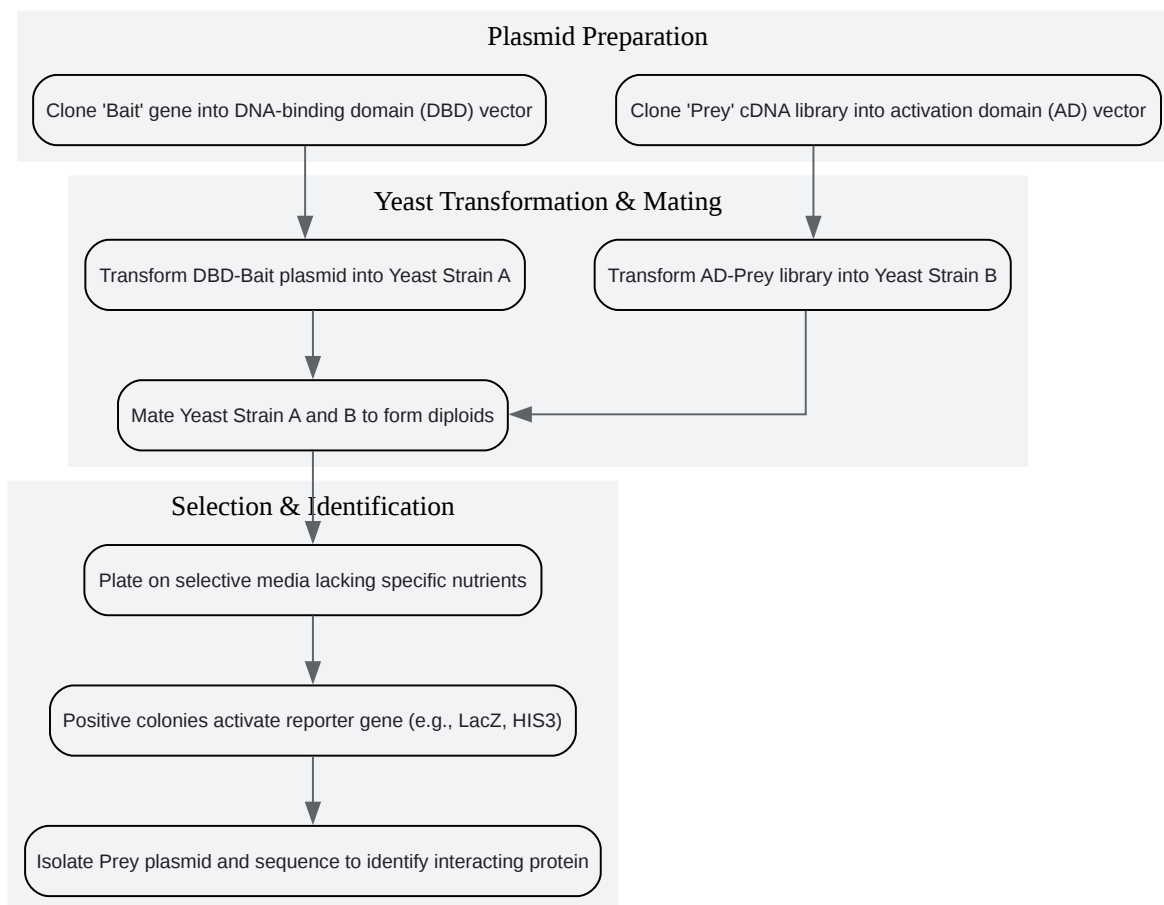 Plasmid Preparation
Clone 'Bait' gene into DNA-binding domain (DBD) vector
Clone 'Prey' cDNA library into activation domain (AD) vector
Yeast Transformation & Mating
Transform DBD-Bait plasmid into Yeast Strain A
Transform AD-Prey library into Yeast Strain B
Mate Yeast Strain A and B to form diploids
Selection & Identification
Plate on selective media lacking specific nutrients
Positive colonies activate reporter gene (e.g., LacZ, HIS3)
Isolate Prey plasmid and sequence to identify interacting protein